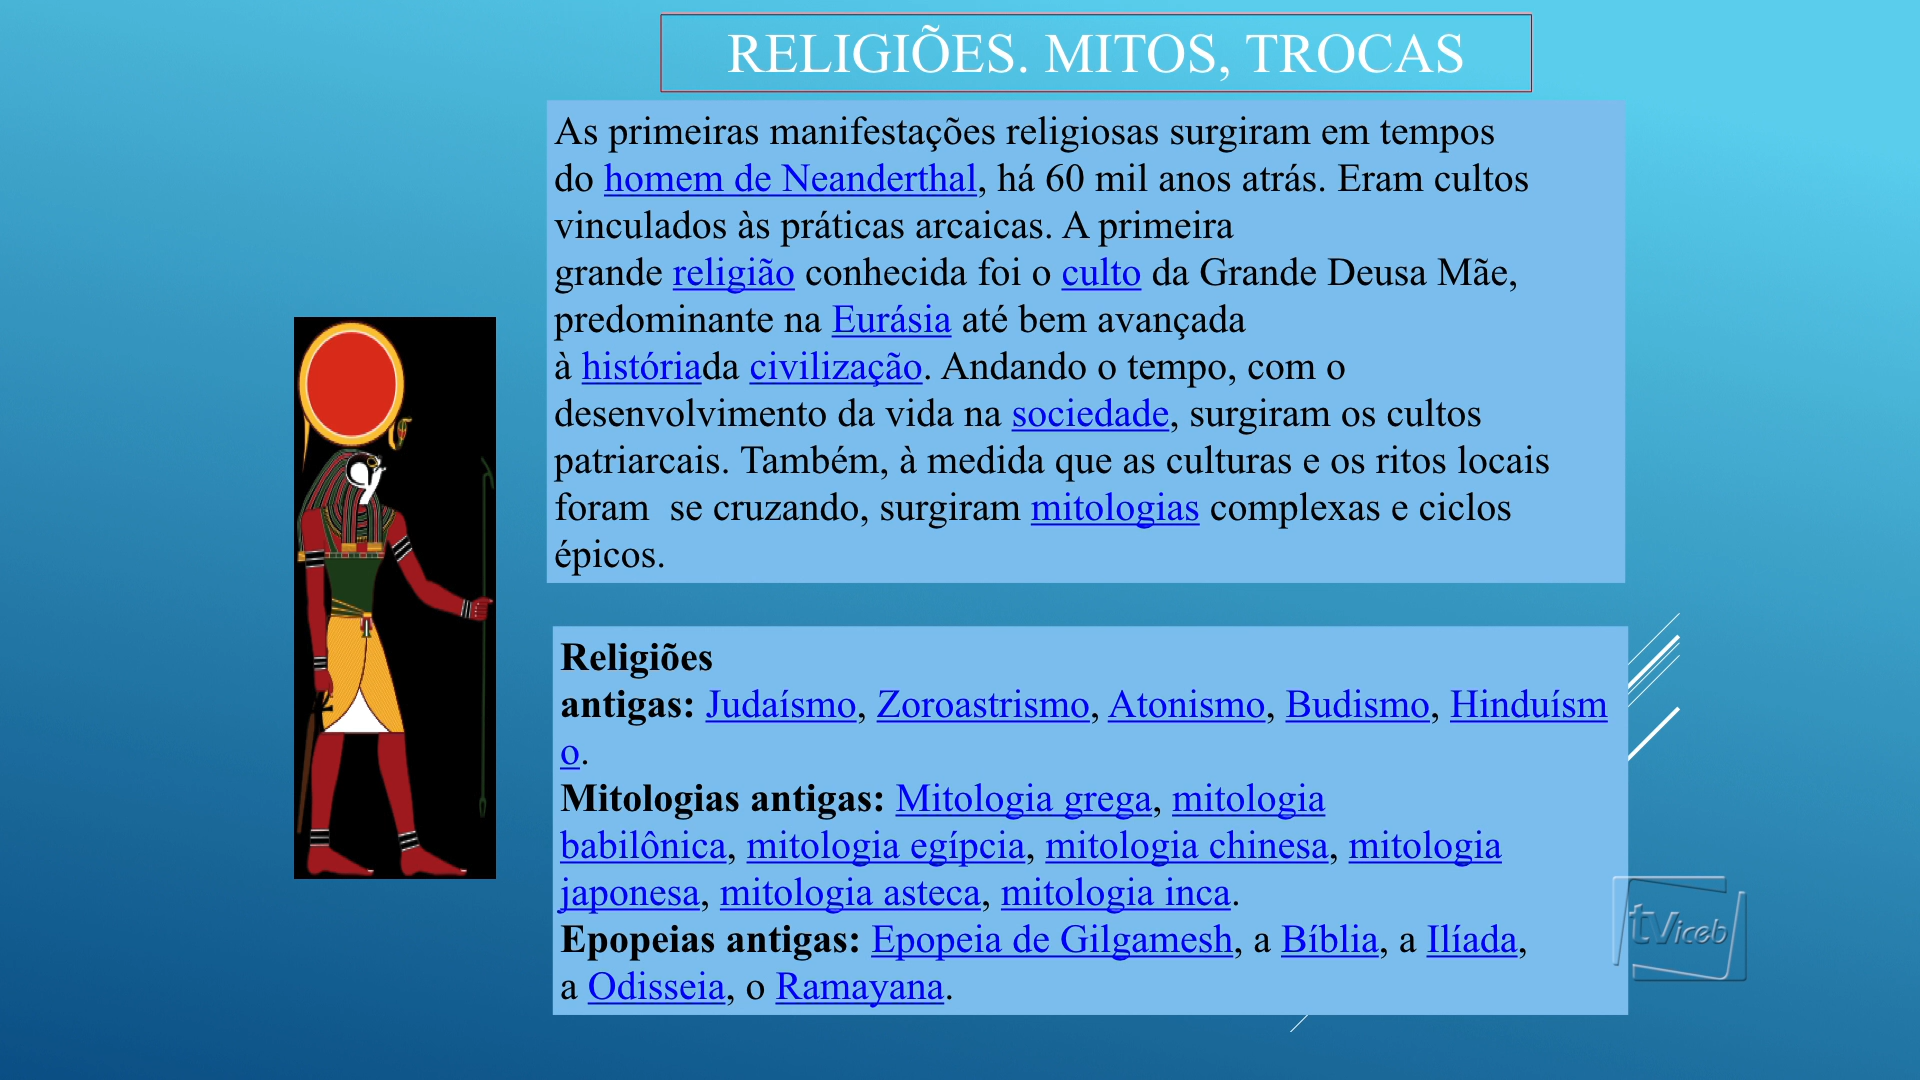 RELIGIÕES. MITOS, TROCAS
As primeiras manifestações religiosas surgiram em tempos
do homem de Neanderthal, há 60 mil anos atrás. Eram cultos
vinculados às práticas arcaicas. A primeira
grande religião conhecida foi o culto da Grande Deusa Mãe,
predominante na Eurásia até bem avançada
à históriada civilização. Andando o tempo, com o
desenvolvimento da vida na sociedade, surgiram os cultos
patriarcais. Também, à medida que as culturas e os ritos locais
foram  se cruzando, surgiram mitologias complexas e ciclos
épicos.
Religiões
antigas: Judaísmo, Zoroastrismo, Atonismo, Budismo, Hinduísm
o.
Mitologias antigas: Mitologia grega, mitologia
babilônica, mitologia egípcia, mitologia chinesa, mitologia
japonesa, mitologia asteca, mitologia inca.
Epopeias antigas: Epopeia de Gilgamesh, a Bíblia, a Ilíada,
a Odisseia, o Ramayana.
tviceb